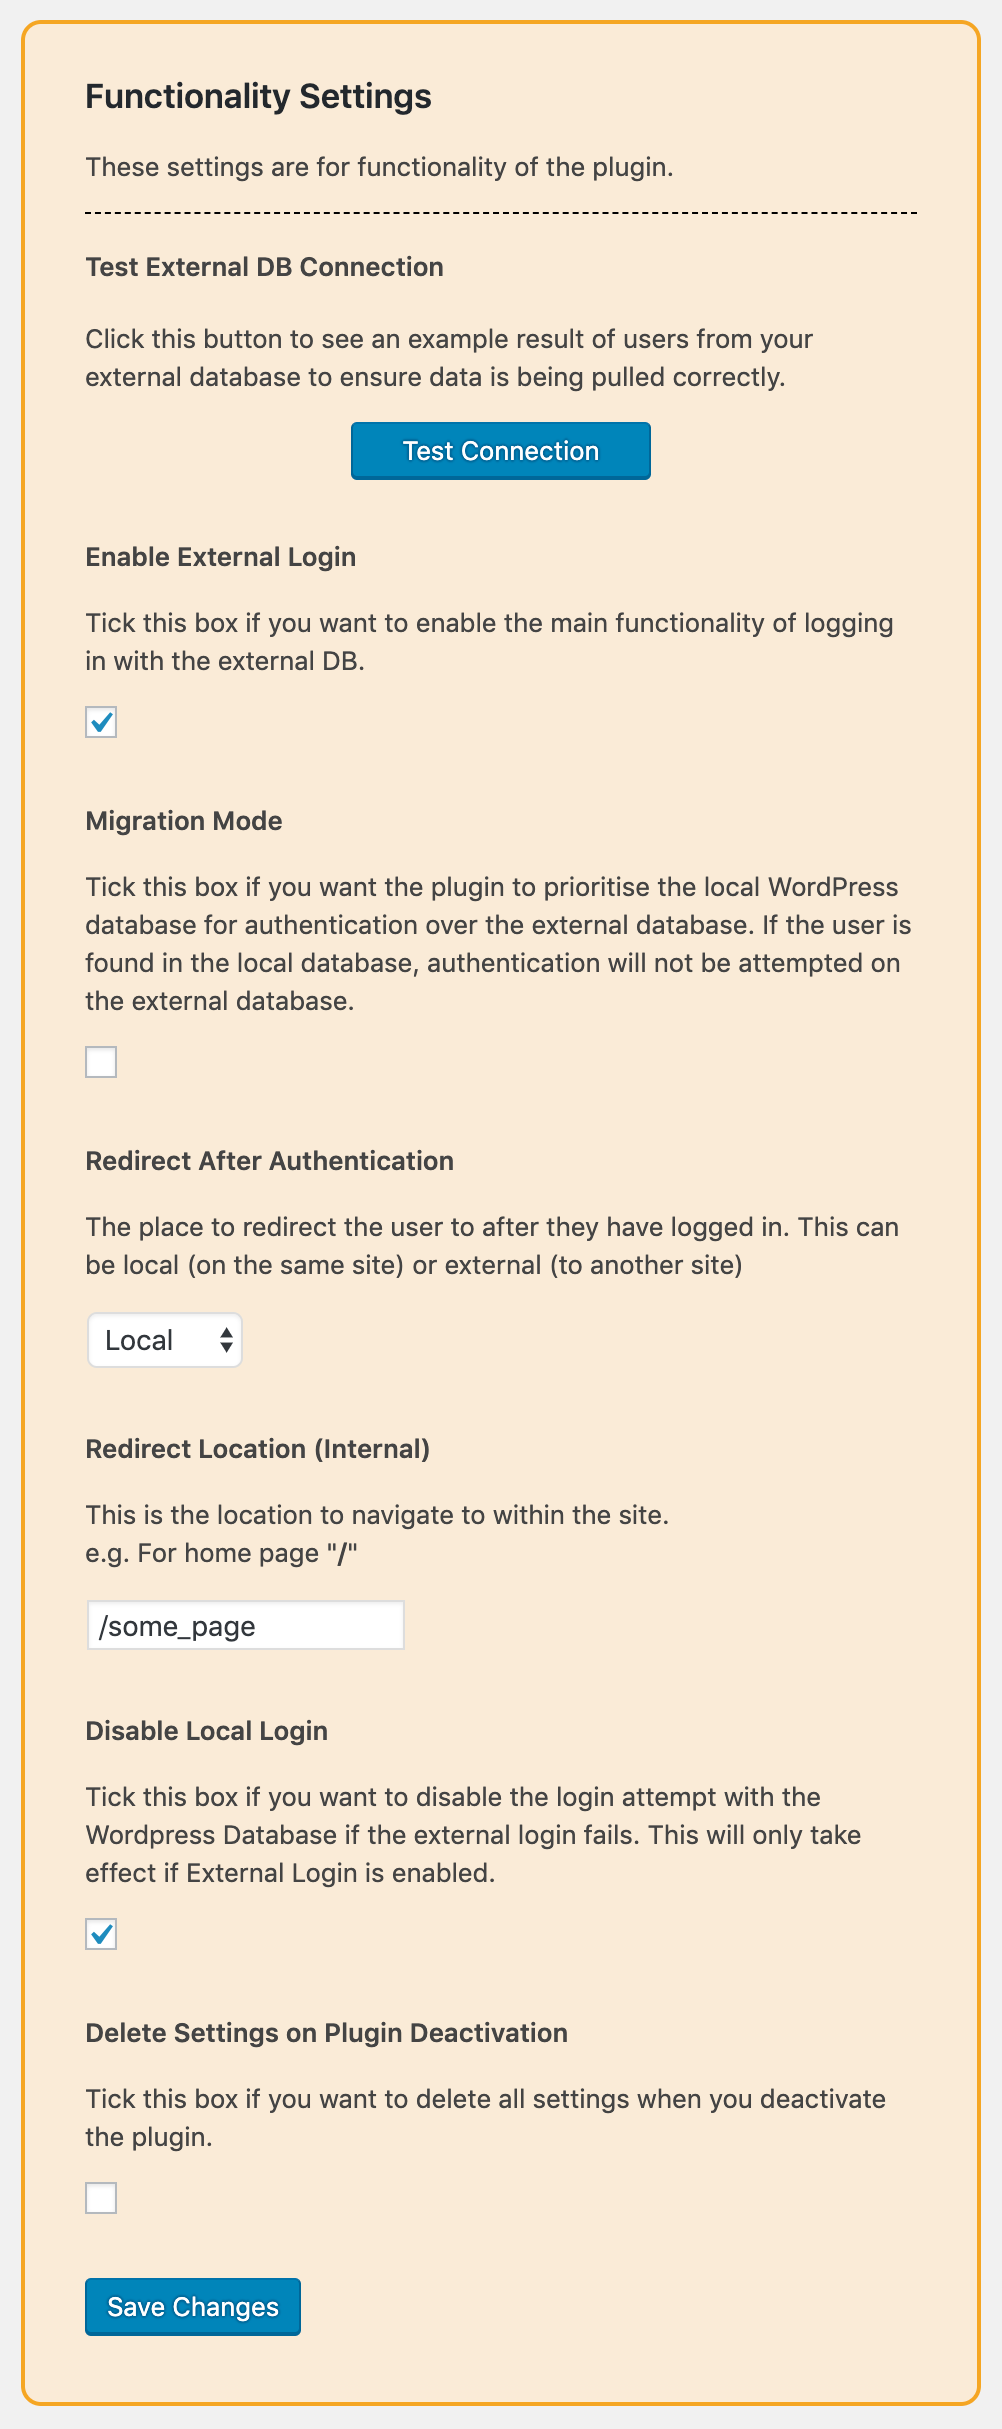 Functionality Settings
These settings are for functionality of the plugin.
Test External DB Connection
Click this button to see an example result of users from your
external database to ensure data is being pulled correctly.
Test Connection
Enable External Login
Tick this box if you want to enable the main functionality of logging
in with the external DB.
Migration Mode
Tick this box if you want the plugin to prioritise the local WordPress
database for authentication over the external database. If the user is
found in the local database, authentication will not be attempted on
the external database.
Redirect After Authentication
The place to redirect the user to after they have logged in. This can
be local (on the same site) or external (to another site)
Local
Redirect Location (Internal)
This is the location to navigate to within the site.
e.g. For home page "/"
/some_page
Disable Local Login
Tick this box if you want to disable the login attempt with the
Wordpress Database if the external login fails. This will only take
effect if External Login is enabled.
Delete Settings on Plugin Deactivation
Tick this box if you want to delete all settings when you deactivate
the plugin.
Save Changes